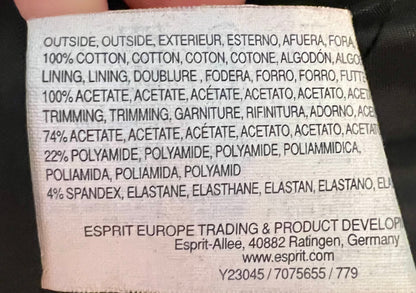 OUTSIDE, OUTSIDE, EXTERIEUR, ESTERNO, AFUERA, FORA,
100% COTTON, COTTON, COTON, COTONE, ALGODÓN,
LINING, LINING, DOUBLURE , FODERA, FORRO, FORRO,
100% ACETATE, ACETATE, ACÉTATE, ACETATO, ACETATO,
TRIMMING, TRIMMING, GARNITURE, RIFINITURA, ADORNO,
74% ACETATE, ACETATE, ACÉTATE, ACETATO, ACETATO,
22% POLYAMIDE, POLYAMIDE, POLYAMIDE, POLIAMMIDICA,
POLIAMIDA, POLIAMIDA, POLYAMID
4% SPANDEX, ELASTANE, ELASTHANE, ELASTAN, ELASTANO,
ESPRIT EUROPE TRADING & PRODUCT
Esprit-Allee, 40882 Ratingen, Germany
www.esprit.com
Y23045 / 7075655 / 779